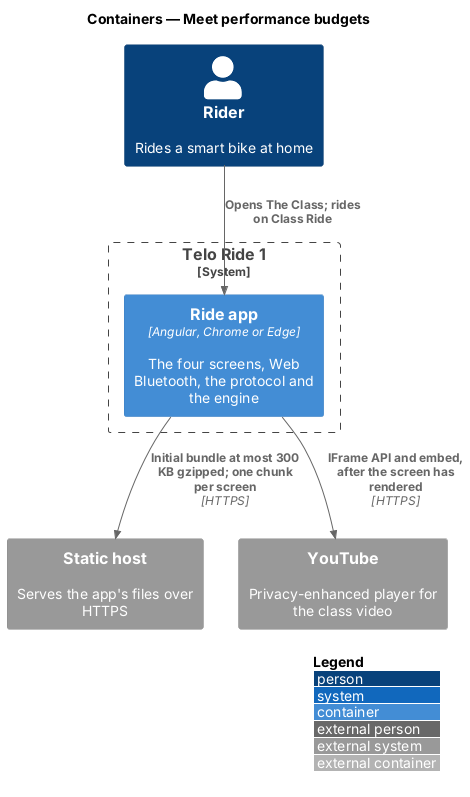 Containers — Meet performance budgets
Rider
Rides a smart bike at home
Opens The Class; rides
on Class Ride
Telo Ride 1
[System]
Ride app
[Angular, Chrome or Edge]
The four screens, Web
Bluetooth, the protocol and
the engine
Initial bundle at most 300
KB gzipped; one chunk
per screen
[HTTPS]
IFrame API and embed,
after the screen has
rendered
[HTTPS]
Static host
Serves the app's files over
HTTPS
YouTube
Privacy-enhanced player for
the class video
Legend
person
system
container
external person
external system
external container